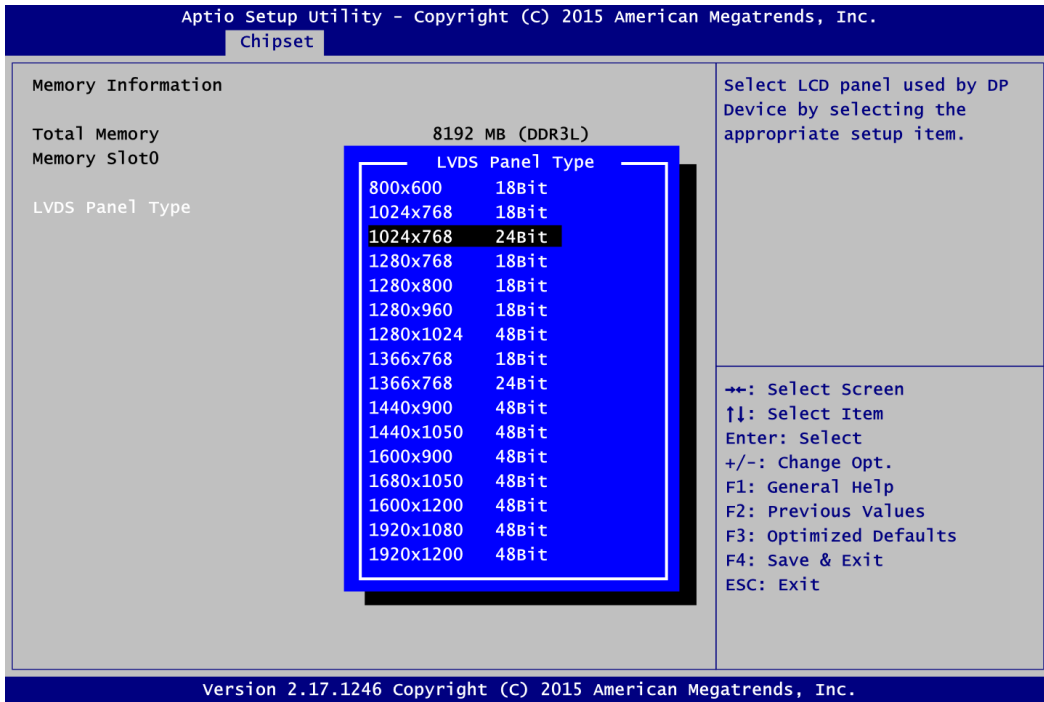 Aptio Setup Utility - Copyright (C) 2015 American Megatrends, Inc.
Chipset
Memory Information
Total Memory 8192 MB (DDR3L)
Memory Slot0
LVDS Panel Type
LVDS Panel Type
800x600 18Bit
1024x768 18Bit
1024x768 24Bit
1280x768 18Bit
1280x800 18Bit
1280x960 18Bit
1280x1024 48Bit
1366x768 18Bit
1366x768 24Bit
1440x900 48Bit
1440x1050 48Bit
1600x900 48Bit
1680x1050 48Bit
1600x1200 48Bit
1920x1080 48Bit
1920x1200 48Bit
Select LCD panel used by DP
Device by selecting the
appropriate setup item.
→←: Select Screen
↑↓: Select Item
Enter: Select
+/-: Change Opt.
F1: General Help
F2: Previous Values
F3: Optimized Defaults
F4: Save & Exit
ESC: Exit
Version 2.17.1246 Copyright (C) 2015 American Megatrends, Inc.